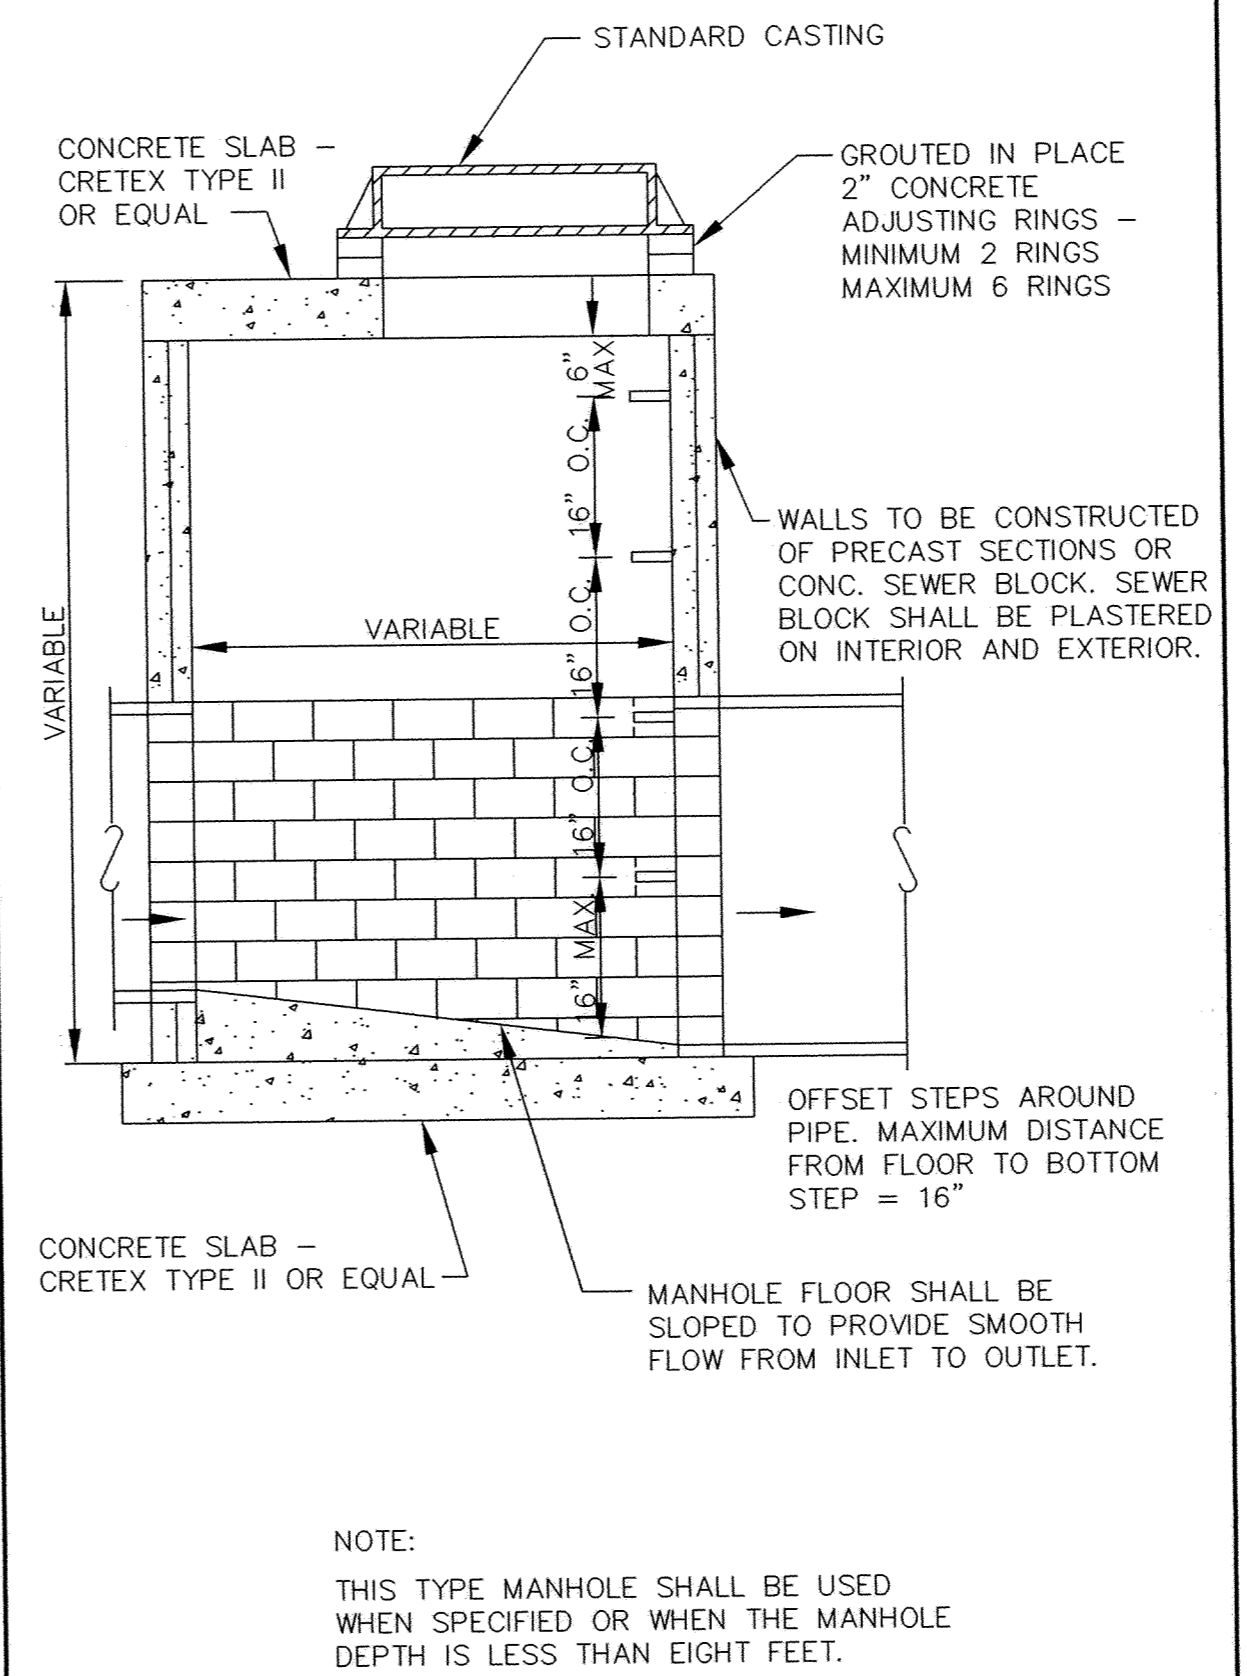 STANDARD CASTING
CONCRETE SLAB –
CRETEX TYPE II
OR EQUAL
GROUTED IN PLACE
2" CONCRETE
ADJUSTING RINGS –
MINIMUM 2 RINGS
MAXIMUM 6 RINGS
6"
MAX
16" O.C.
16" O.C.
16" O.C.
16" MAX.
VARIABLE
VARIABLE
WALLS TO BE CONSTRUCTED
OF PRECAST SECTIONS OR
CONC. SEWER BLOCK. SEWER
BLOCK SHALL BE PLASTERED
ON INTERIOR AND EXTERIOR.
OFFSET STEPS AROUND
PIPE. MAXIMUM DISTANCE
FROM FLOOR TO BOTTOM
STEP = 16"
CONCRETE SLAB –
CRETEX TYPE II OR EQUAL
MANHOLE FLOOR SHALL BE
SLOPED TO PROVIDE SMOOTH
FLOW FROM INLET TO OUTLET.
NOTE:
THIS TYPE MANHOLE SHALL BE USED
WHEN SPECIFIED OR WHEN THE MANHOLE
DEPTH IS LESS THAN EIGHT FEET.